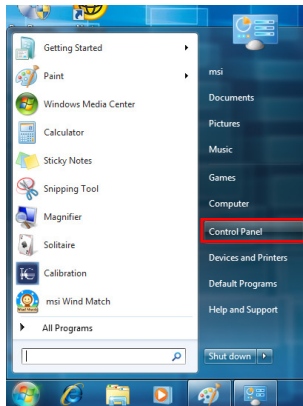 Getting Started
Paint
Windows Media Center
Calculator
Sticky Notes
Snipping Tool
Magnifier
Solitaire
Calibration
msi Wind Match
All Programs
msi
Documents
Pictures
Music
Games
Computer
Control Panel
Devices and Printers
Default Programs
Help and Support
Shut down